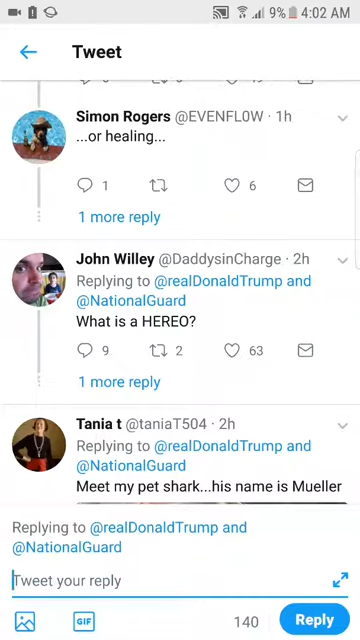 9% 4:02 AM
Tweet
Simon Rogers @EVENFL0W · 1h
...or healing...
1 6
1 more reply
John Willey @DaddysinCharge · 2h
Replying to @realDonaldTrump and
@NationalGuard
What is a HEREO?
9 2 63
1 more reply
Tania t @taniaT504 · 2h
Replying to @realDonaldTrump and
@NationalGuard
Meet my pet shark...his name is Mueller
Replying to @realDonaldTrump and
@NationalGuard
Tweet your reply
GIF 140 Reply